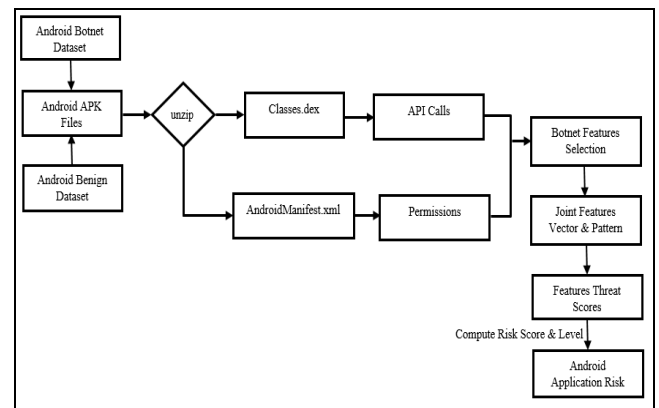 Android Botnet
Dataset
Android APK
Files
Android Benign
Dataset
unzip
Classes.dex
API Calls
AndroidManifest.xml
Permissions
Botnet Features
Selection
Joint Features
Vector & Pattern
Features Threat
Scores
Compute Risk Score & Level
Android
Application Risk